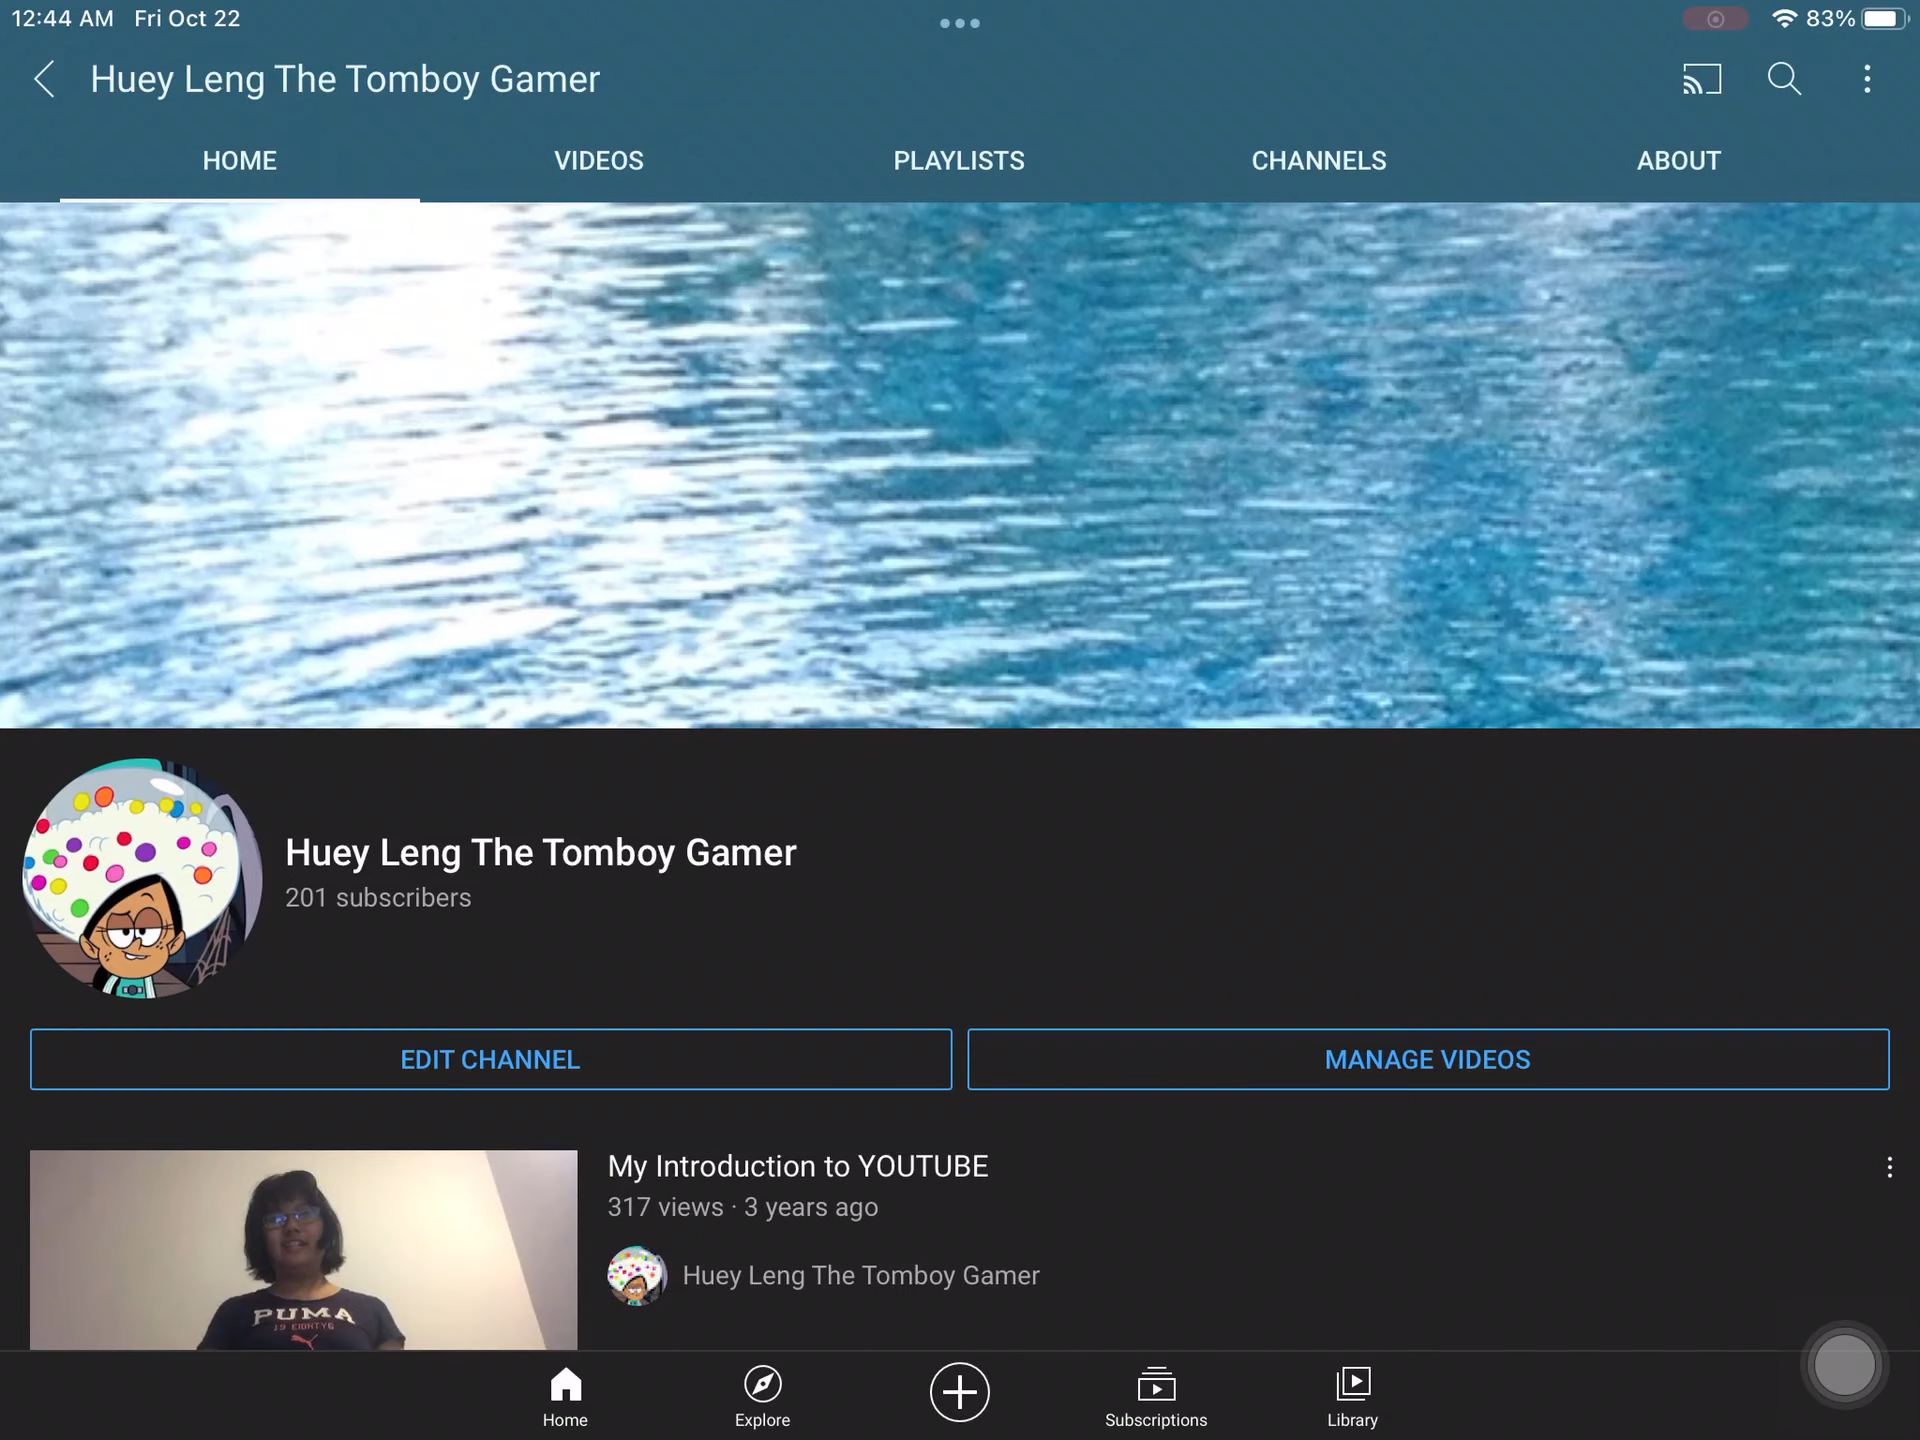 12:44 AM Fri Oct 22
83%
Huey Leng The Tomboy Gamer
HOME VIDEOS PLAYLISTS CHANNELS ABOUT
Huey Leng The Tomboy Gamer
201 subscribers
EDIT CHANNEL MANAGE VIDEOS
My Introduction to YOUTUBE
317 views · 3 years ago
Huey Leng The Tomboy Gamer
PUMA
19 EIGHTY6
Home Explore Subscriptions Library